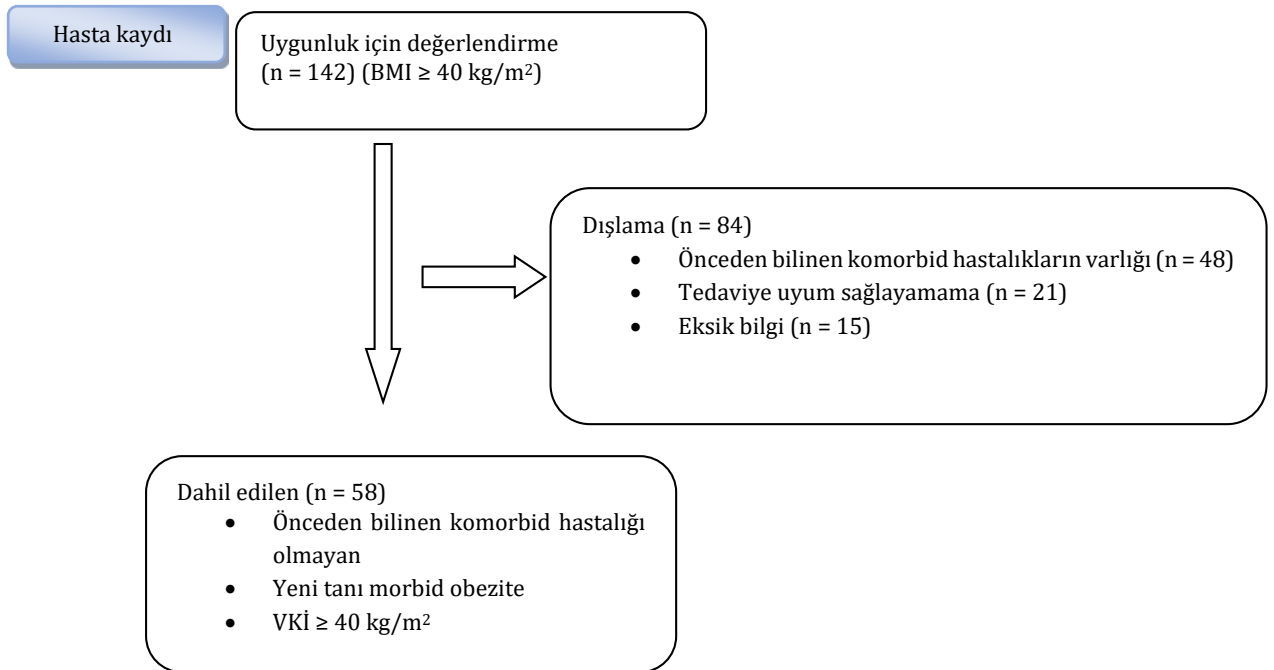 Hasta kaydı
Uygunluk için değerlendirme
(n = 142) (BMI ≥ 40 kg/m²)
Dışlama (n = 84)
• Önceden bilinen komorbid hastalıkların varlığı (n = 48)
• Tedaviye uyum sağlayamama (n = 21)
• Eksik bilgi (n = 15)
Dahil edilen (n = 58)
• Önceden bilinen komorbid hastalığı
olmayan
• Yeni tanı morbid obezite
• VKİ ≥ 40 kg/m²